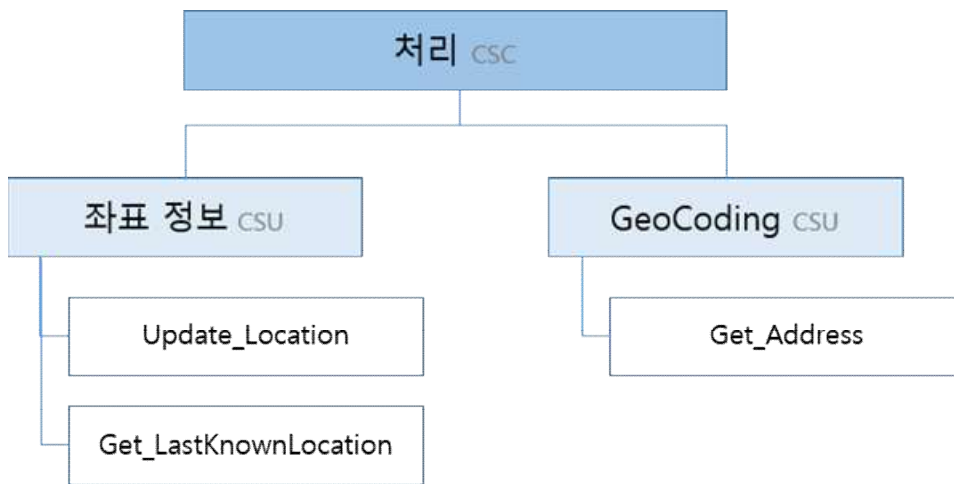 처리 CSC
좌표 정보 CSU
GeoCoding CSU
Update_Location
Get_Address
Get_LastKnownLocation